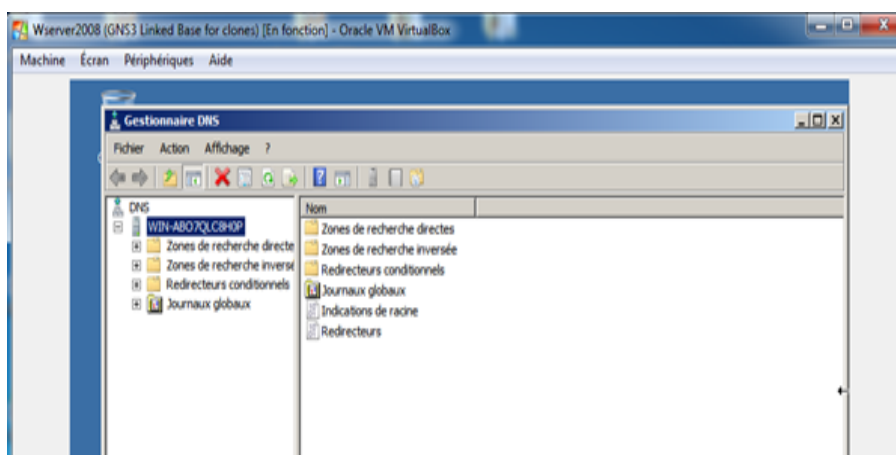 Wserver2008 (GNS3 Linked Base for clones) [En fonction] - Oracle VM VirtualBox
Machine Écran Périphériques Aide
Gestionnaire DNS
Fichier Action Affichage ?
DNS
WIN-ABO7QLC8H0P
Zones de recherche directe
Zones de recherche inverse
Redirecteurs conditionnels
Journaux globaux
Nom
Zones de recherche directes
Zones de recherche inversée
Redirecteurs conditionnels
Journaux globaux
Indications de racine
Redirecteurs